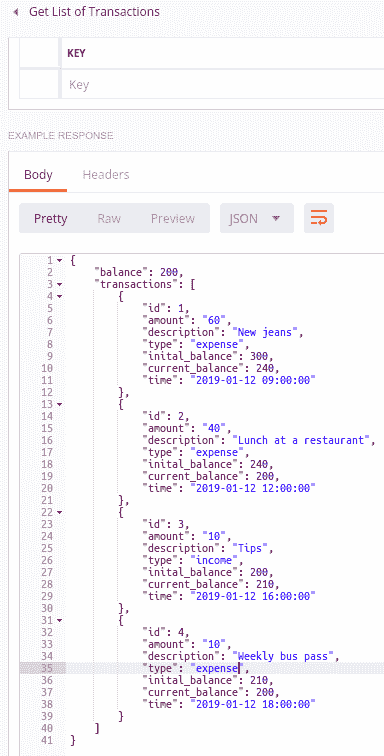 Get List of Transactions
KEY
Key
EXAMPLE RESPONSE
Body Headers
Pretty Raw Preview JSON
1 {
2 "balance": 200,
3 "transactions": [
4 {
5 "id": 1,
6 "amount": "60",
7 "description": "New jeans",
8 "type": "expense",
9 "inital_balance": 300,
10 "current_balance": 240,
11 "time": "2019-01-12 09:00:00"
12 },
13 {
14 "id": 2,
15 "amount": "40",
16 "description": "Lunch at a restaurant",
17 "type": "expense",
18 "inital_balance": 240,
19 "current_balance": 200,
20 "time": "2019-01-12 12:00:00"
21 },
22 {
23 "id": 3,
24 "amount": "10",
25 "description": "Tips",
26 "type": "income",
27 "inital_balance": 200,
28 "current_balance": 210,
29 "time": "2019-01-12 16:00:00"
30 },
31 {
32 "id": 4,
33 "amount": "10",
34 "description": "Weekly bus pass",
35 "type": "expense",
36 "inital_balance": 210,
37 "current_balance": 200,
38 "time": "2019-01-12 18:00:00"
39 }
40 ]
41 }